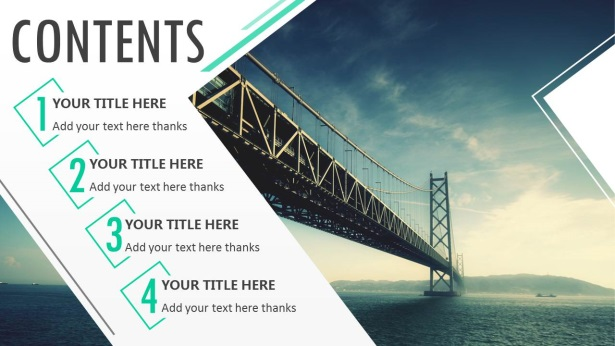 CONTENTS
1 YOUR TITLE HERE
Add your text here thanks
2 YOUR TITLE HERE
Add your text here thanks
3 YOUR TITLE HERE
Add your text here thanks
4 YOUR TITLE HERE
Add your text here thanks